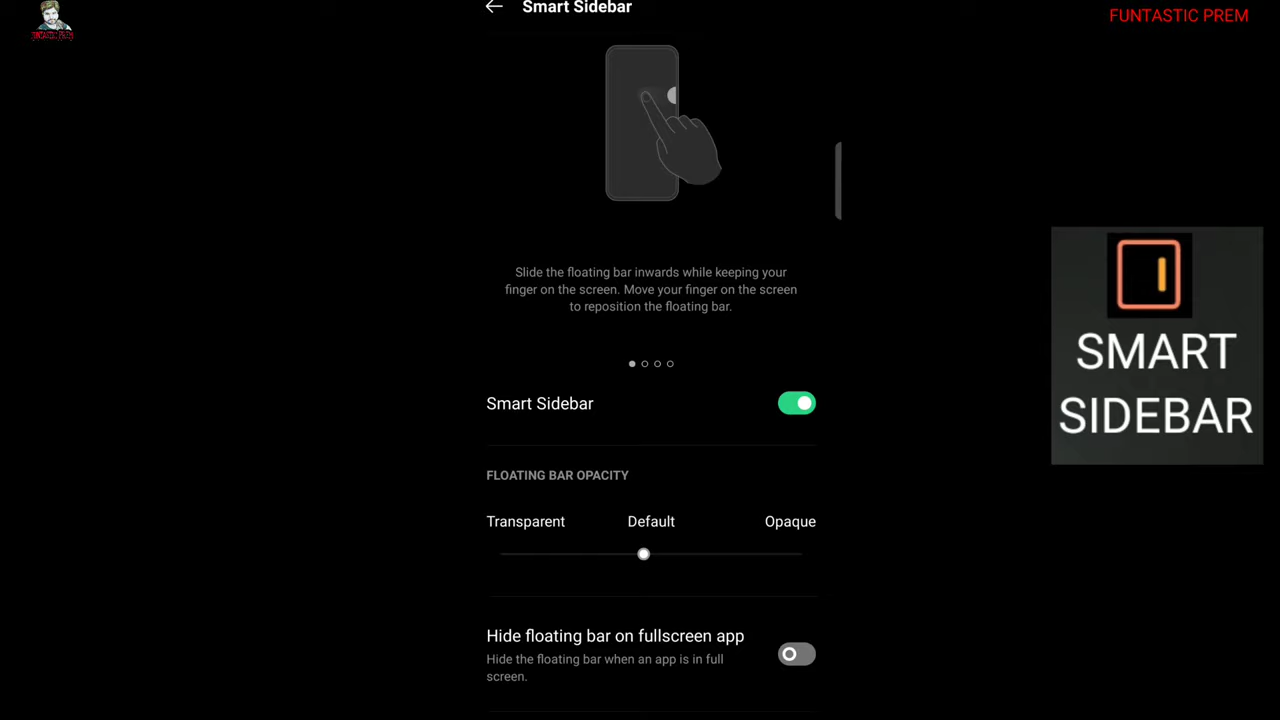 Smart Sidebar
FUNTASTIC PREM
FUNTASTIC PREM
Slide the floating bar inwards while keeping your
finger on the screen. Move your finger on the screen
to reposition the floating bar.
Smart Sidebar
FLOATING BAR OPACITY
Transparent Default Opaque
Hide floating bar on fullscreen app
Hide the floating bar when an app is in full
screen.
SMART
SIDEBAR